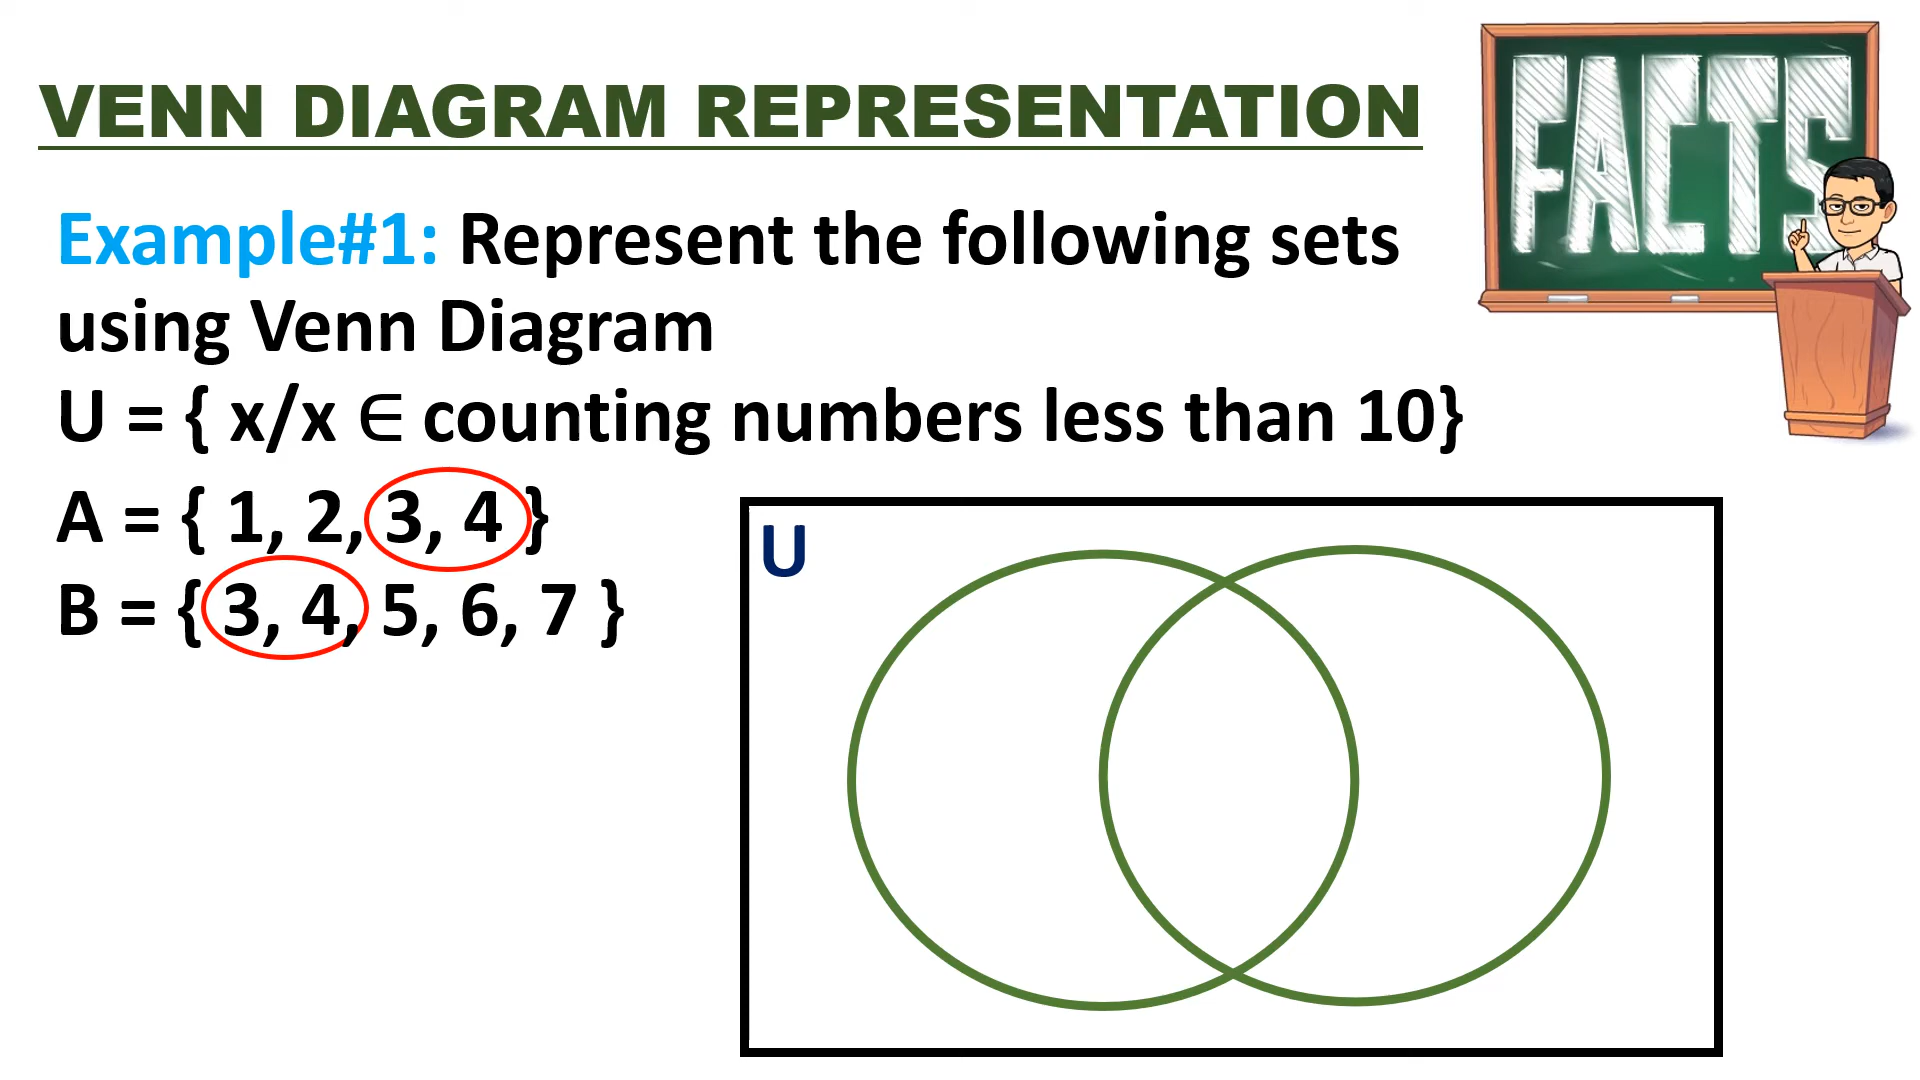 VENN DIAGRAM REPRESENTATION
FACTS
Example#1: Represent the following sets
using Venn Diagram
U = { x/x ∈ counting numbers less than 10}
A = { 1, 2, 3, 4 }
B = { 3, 4, 5, 6, 7 }
U